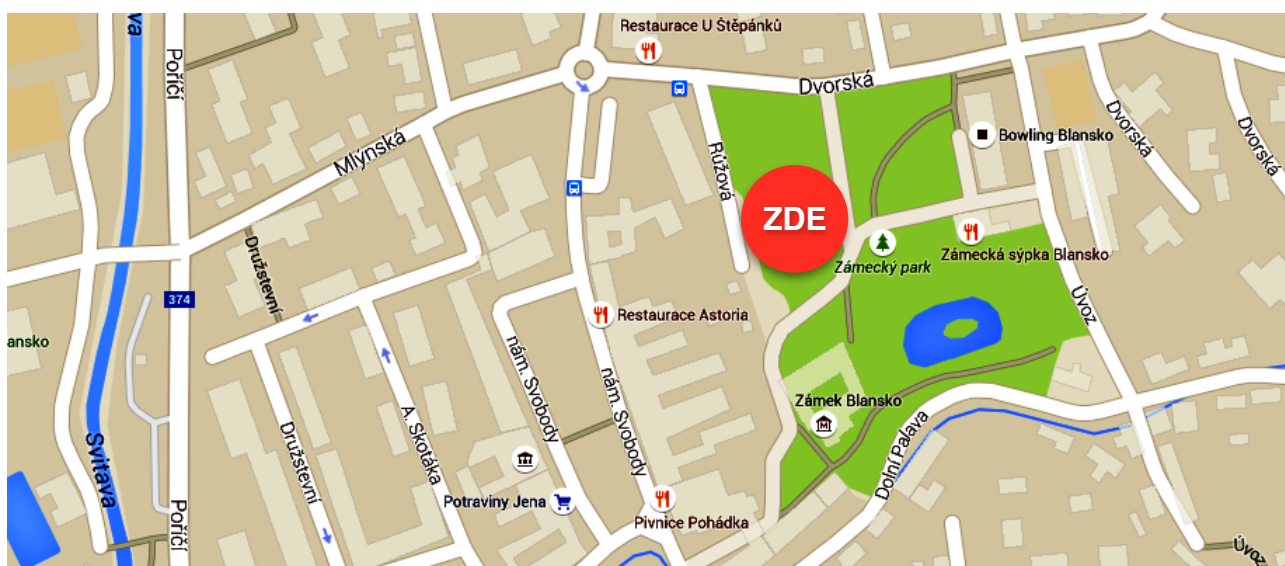 va
Restaurace U Štěpánků
Poříčí
Dvorská
Dvorská
Dvorská
Bowling Blansko
Mlýnská
Růžová
ZDE
Zámecký park
Zámecká sýpka Blansko
Družstevní
374
ansko
Restaurace Astoria
Úvoz
nám. Svobody
nám. Svobody
Zámek Blansko
A. Skotáka
Družstevní
Svitava
Dolní Palava
Potraviny Jena
Pivnice Pohádka
Poříčí
Úvoz